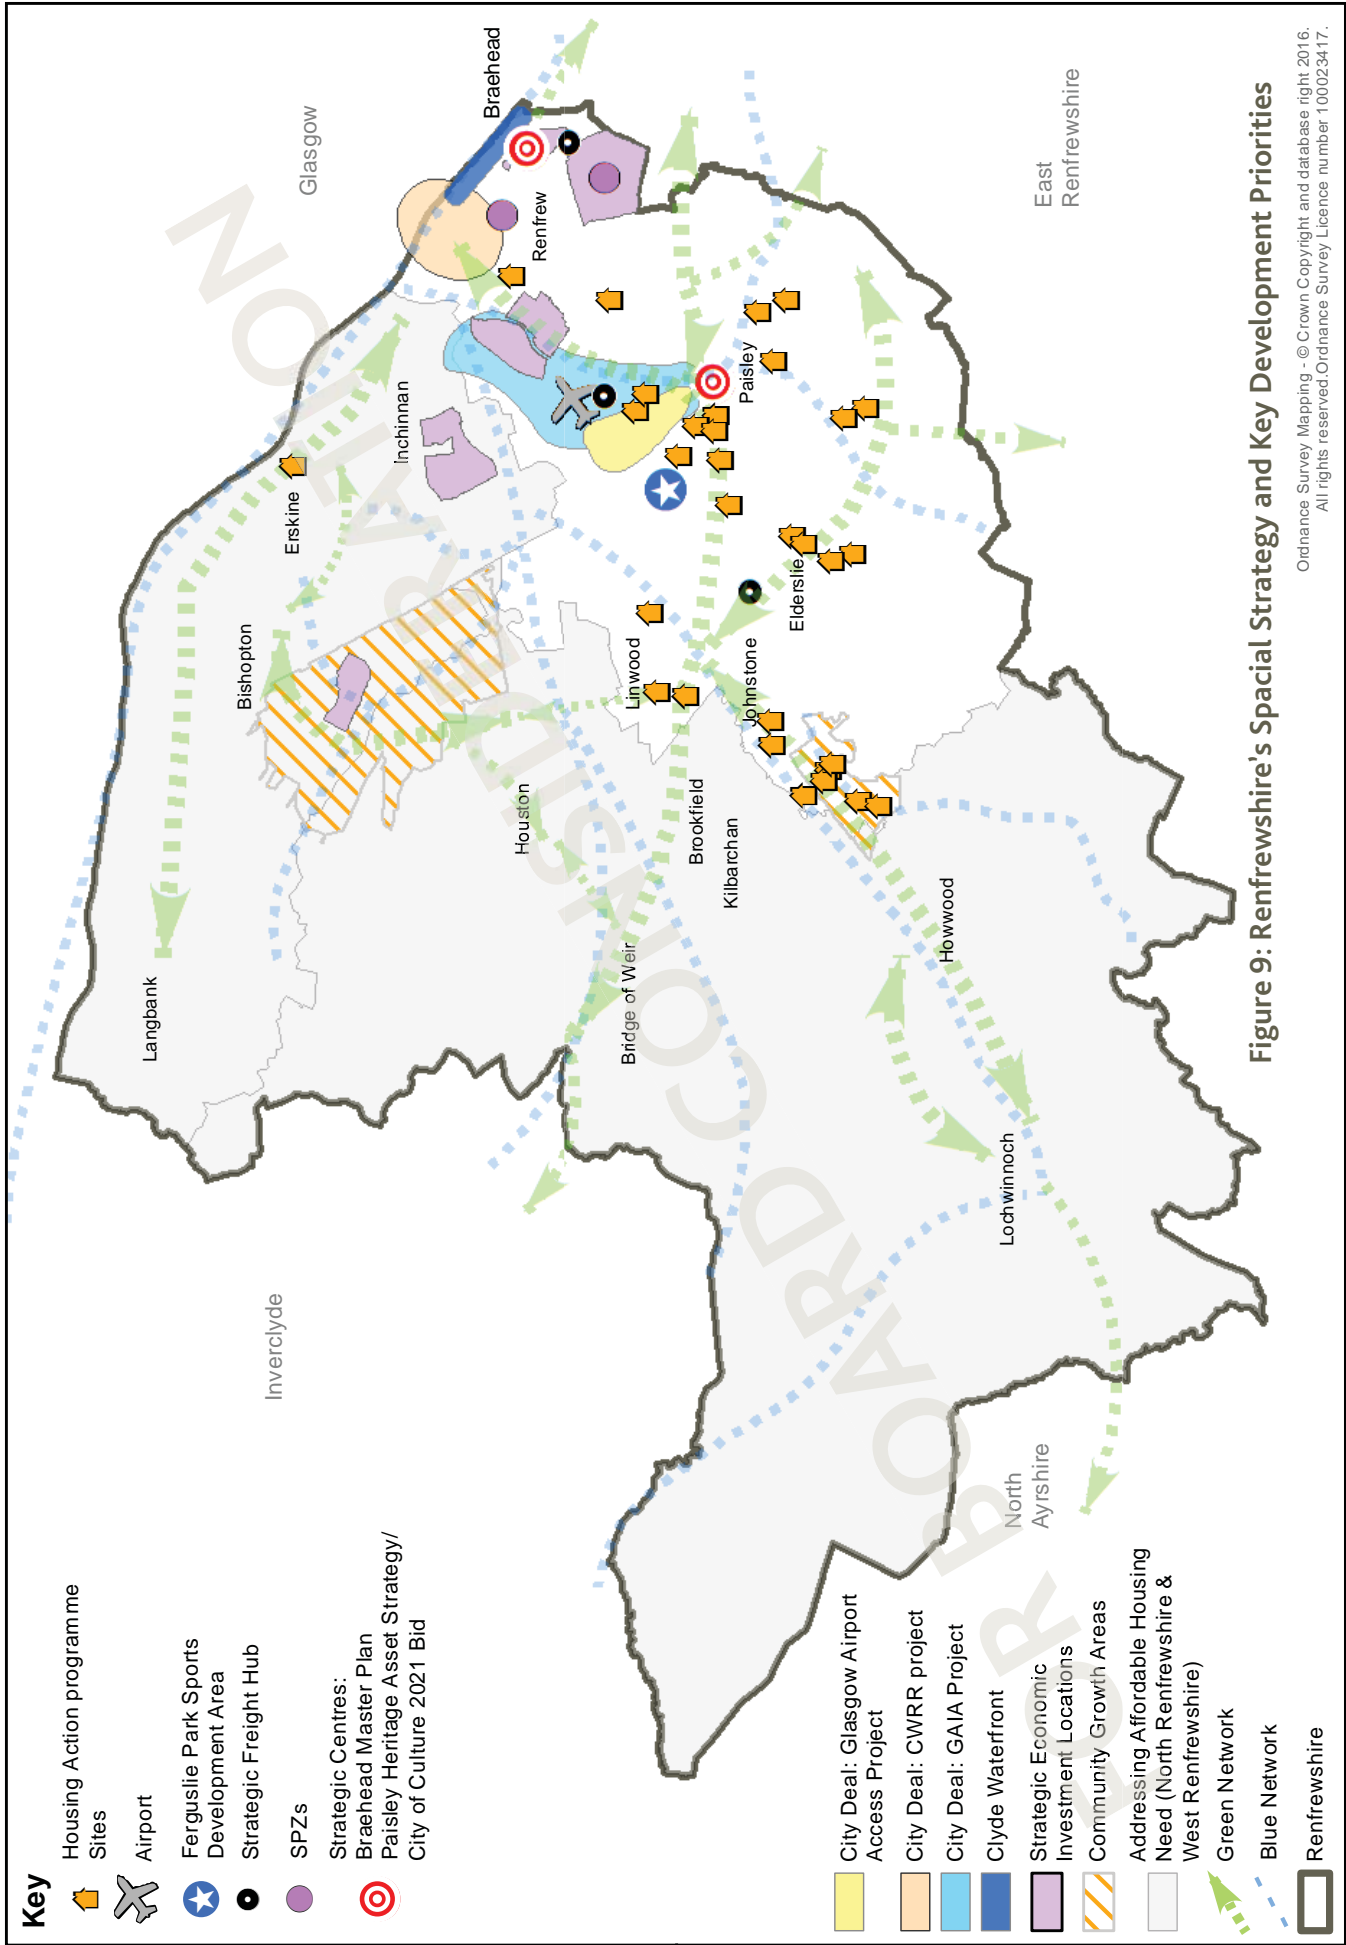 Key
Housing Action programme
Sites
Airport
Ferguslie Park Sports
Development Area
Strategic Freight Hub
SPZs
Strategic Centres:
Braehead Master Plan
Paisley Heritage Asset Strategy/
City of Culture 2021 Bid
City Deal: Glasgow Airport
Access Project
City Deal: CWRR project
City Deal: GAIA Project
Clyde Waterfront
Strategic Economic
Investment Locations
Community Growth Areas
Addressing Affordable Housing
Need (North Renfrewshire &
West Renfrewshire)
Green Network
Blue Network
Renfrewshire
Inverclyde
Glasgow
North
Ayrshire
East
Renfrewshire
Langbank
Bishopton
Erskine
Inchinnan
Renfrew
Braehead
Houston
Bridge of Weir
Linwood
Brookfield
Kilbarchan
Johnstone
Elderslie
Paisley
Howwood
Lochwinnoch
FOR BOARD CONSIDERATION
Figure 9: Renfrewshire's Spacial Strategy and Key Development Priorities
Ordnance Survey Mapping - © Crown Copyright and database right 2016.
All rights reserved.Ordnance Survey Licence number 100023417.